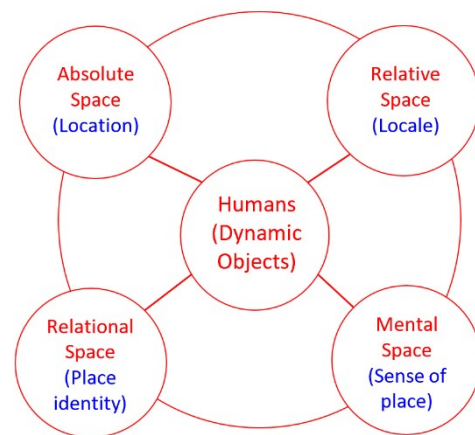 Absolute
Space
(Location)
Relative
Space
(Locale)
Humans
(Dynamic
Objects)
Relational
Space
(Place
identity)
Mental
Space
(Sense of
place)